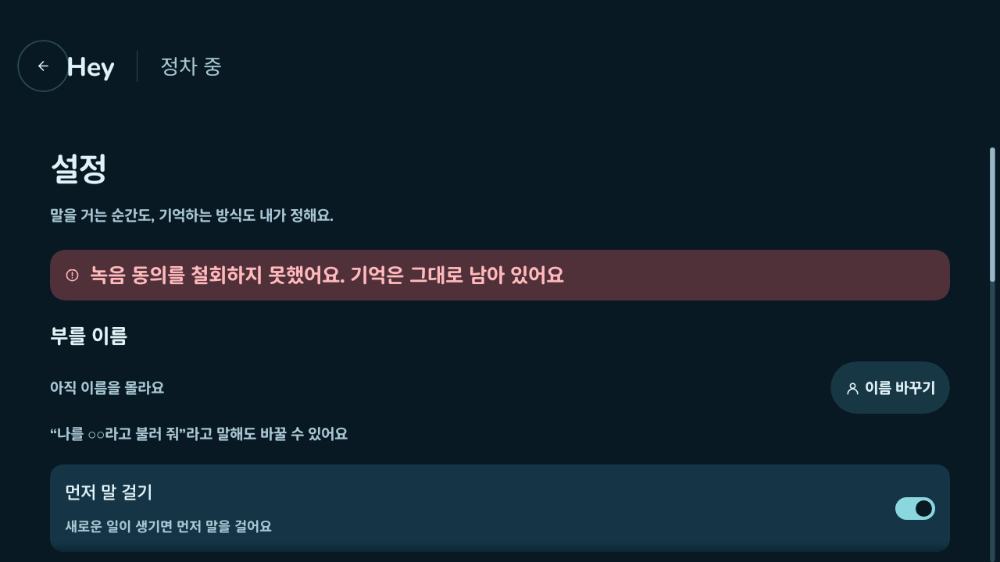 Hey
정차 중
설정
말을 거는 순간도, 기억하는 방식도 내가 정해요.
녹음 동의를 철회하지 못했어요. 기억은 그대로 남아 있어요
부를 이름
아직 이름을 몰라요
이름 바꾸기
“나를 ○○라고 불러 줘”라고 말해도 바꿀 수 있어요
먼저 말 걸기
새로운 일이 생기면 먼저 말을 걸어요